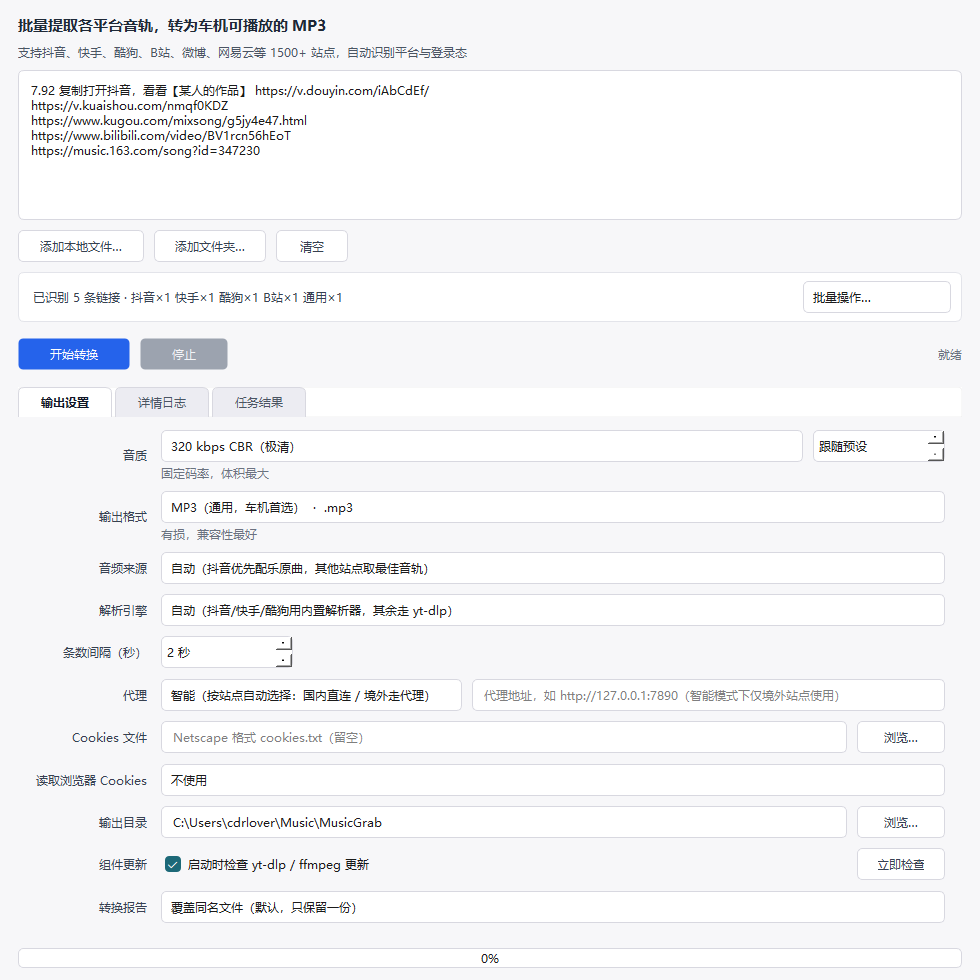 批量提取各平台音轨，转为车机可播放的 MP3
支持抖音、快手、酷狗、B站、微博、网易云等 1500+ 站点，自动识别平台与登录态
7.92 复制打开抖音，看看【某人的作品】 https://v.douyin.com/iAbCdEf/
https://v.kuaishou.com/nmqf0KDZ
https://www.kugou.com/mixsong/g5jy4e47.html
https://www.bilibili.com/video/BV1rcn56hEoT
https://music.163.com/song?id=347230
添加本地文件... 添加文件夹... 清空
已识别 5 条链接 · 抖音×1 快手×1 酷狗×1 B站×1 通用×1 批量操作...
开始转换 停止 就绪
输出设置 详情日志 任务结果
音质 320 kbps CBR（极清） 跟随预设
固定码率，体积最大
输出格式 MP3（通用，车机首选） · .mp3
有损，兼容性最好
音频来源 自动（抖音优先配乐原曲，其他站点取最佳音轨）
解析引擎 自动（抖音/快手/酷狗用内置解析器，其余走 yt-dlp）
条数间隔（秒） 2 秒
代理 智能（按站点自动选择：国内直连 / 境外走代理） 代理地址，如 http://127.0.0.1:7890（智能模式下仅境外站点使用）
Cookies 文件 Netscape 格式 cookies.txt（留空） 浏览...
读取浏览器 Cookies 不使用
输出目录 C:\Users\cdrlover\Music\MusicGrab 浏览...
组件更新 启动时检查 yt-dlp / ffmpeg 更新 立即检查
转换报告 覆盖同名文件（默认，只保留一份）
0%